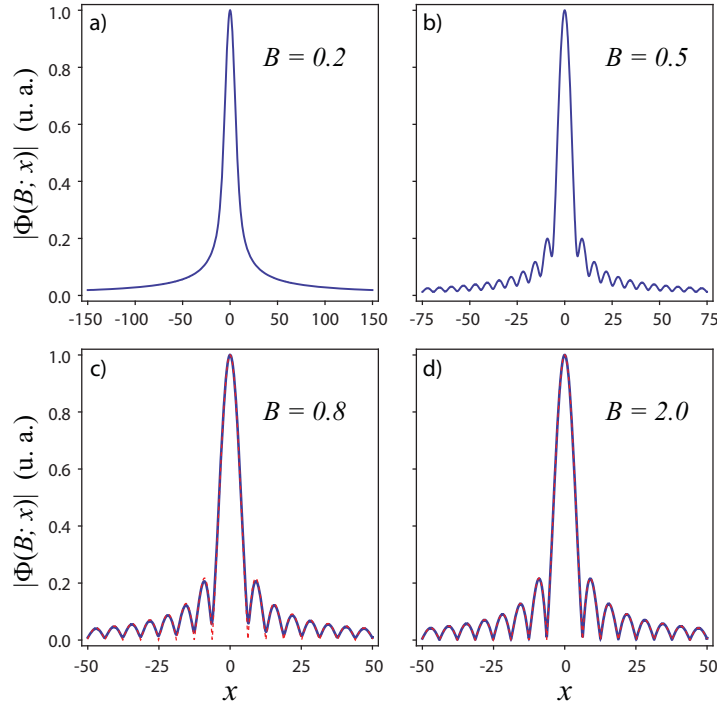 a)
B = 0.2
b)
B = 0.5
|Φ(B; x)| (u. a.)
1.0
0.8
0.6
0.4
0.2
0.0
-150 -100 -50 0 50 100 150
-75 -50 -25 0 25 50 75
c)
B = 0.8
d)
B = 2.0
|Φ(B; x)| (u. a.)
1.0
0.8
0.6
0.4
0.2
0.0
-50 -25 0 25 50
-50 -25 0 25 50
x
x